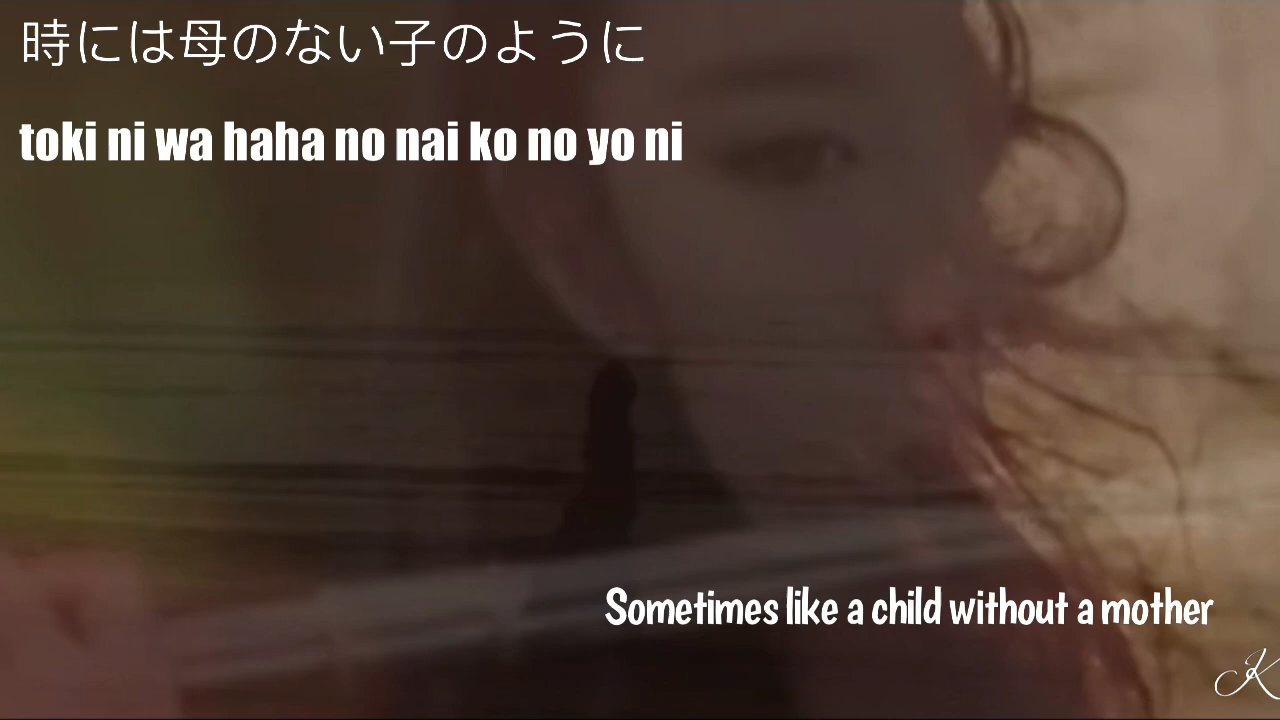 時には母のない子のように
toki ni wa haha no nai ko no yo ni
Sometimes like a child without a mother
K